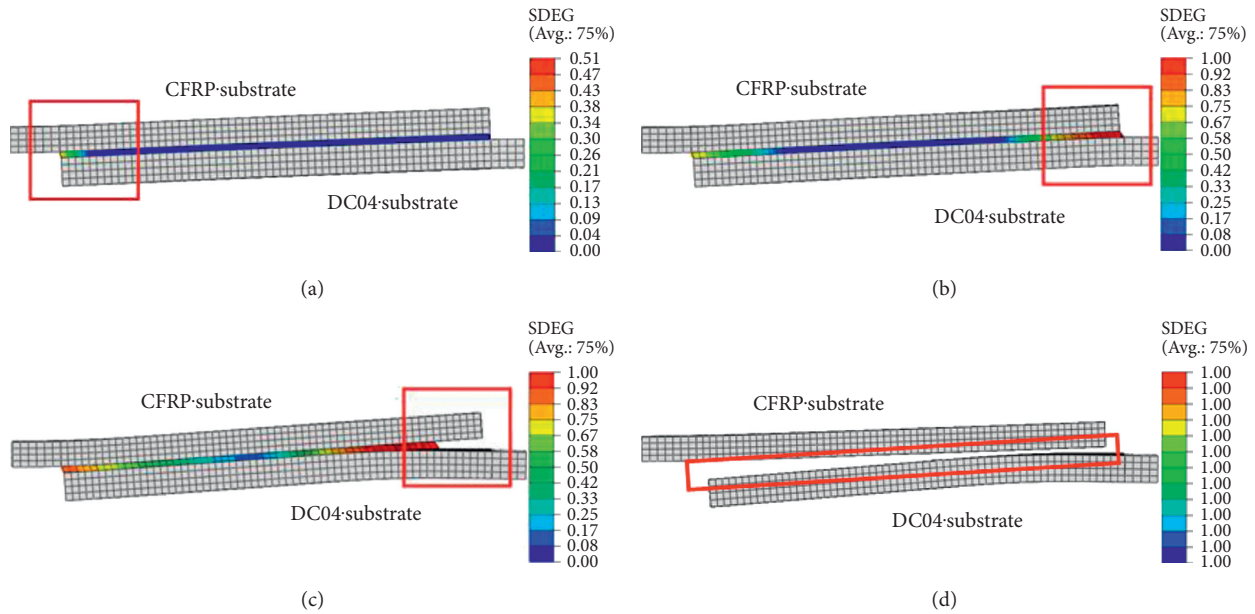 SDEG
(Avg.: 75%)
0.51
0.47
0.43
0.38
0.34
0.30
0.26
0.21
0.17
0.13
0.09
0.04
0.00
CFRP·substrate
DC04·substrate
(a)
SDEG
(Avg.: 75%)
1.00
0.92
0.83
0.75
0.67
0.58
0.50
0.42
0.33
0.25
0.17
0.08
0.00
CFRP·substrate
DC04·substrate
(b)
SDEG
(Avg.: 75%)
1.00
0.92
0.83
0.75
0.67
0.58
0.50
0.42
0.33
0.25
0.17
0.08
0.00
CFRP·substrate
DC04·substrate
(c)
SDEG
(Avg.: 75%)
1.00
1.00
1.00
1.00
1.00
1.00
1.00
1.00
1.00
1.00
1.00
1.00
1.00
CFRP·substrate
DC04·substrate
(d)